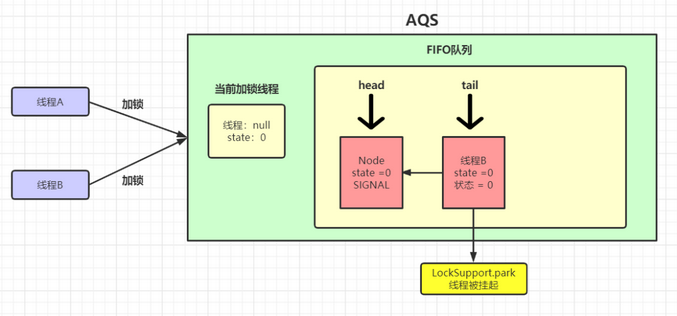 AQS
FIFO队列
当前加锁线程
head
tail
线程A
加锁
线程：null
state：0
Node
state =0
SIGNAL
线程B
state =0
状态 = 0
线程B
加锁
LockSupport.park
线程被挂起